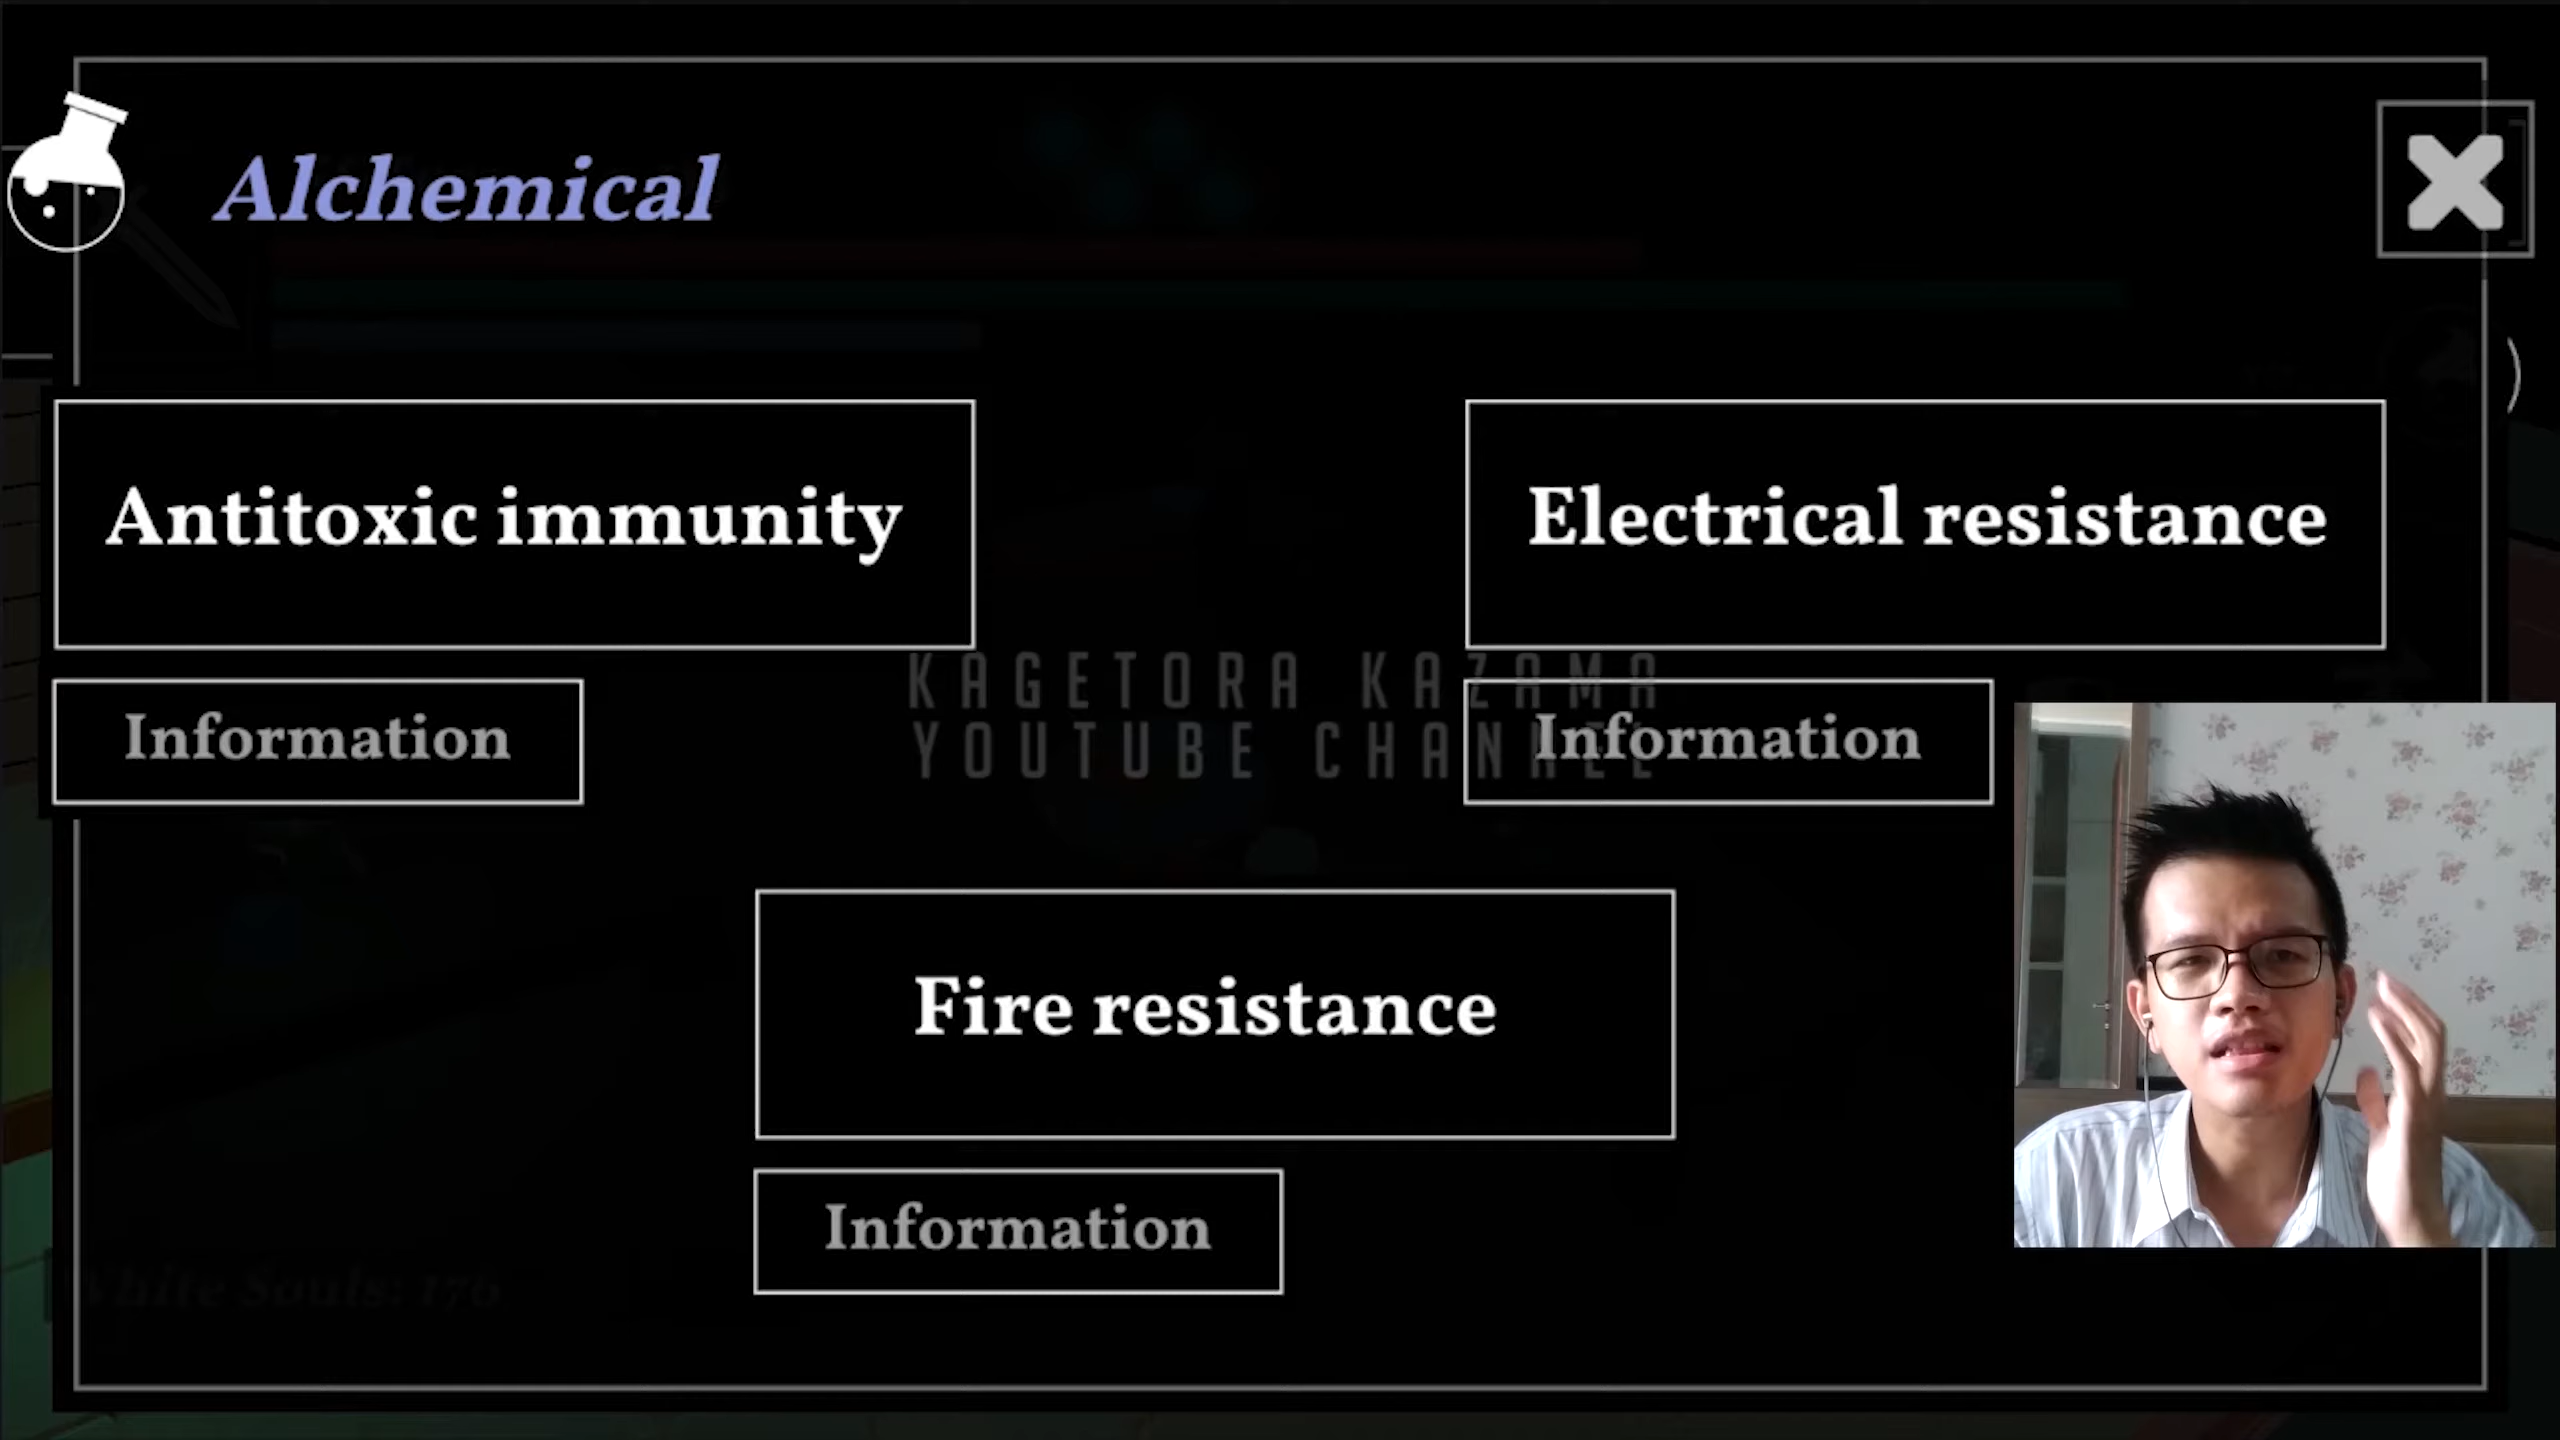 Alchemical
Antitoxic immunity
Electrical resistance
KAGETORA KAZAMA
YOUTUBE CHANNEL
Information
Information
Fire resistance
Information
White Souls: 176